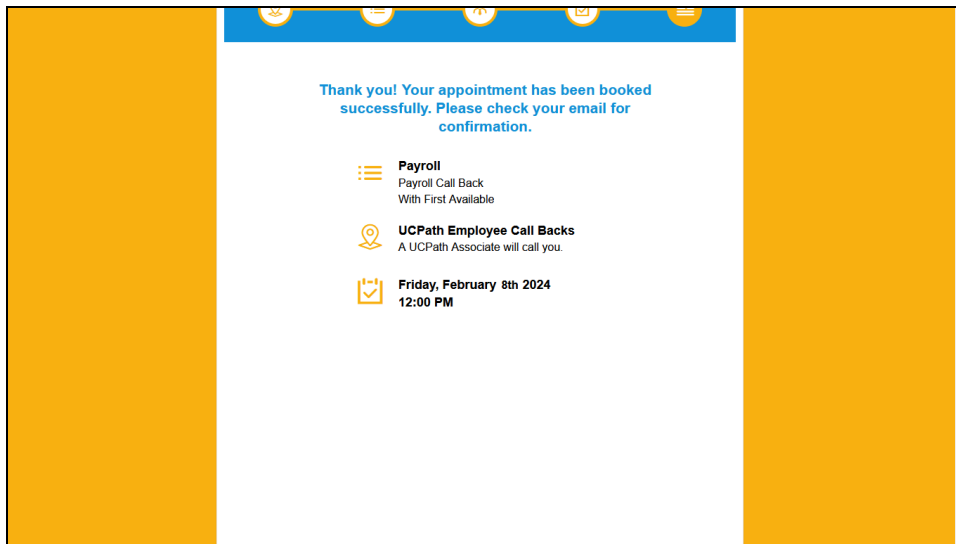 Thank you! Your appointment has been booked
successfully. Please check your email for
confirmation.
Payroll
Payroll Call Back
With First Available
UCPath Employee Call Backs
A UCPath Associate will call you.
Friday, February 8th 2024
12:00 PM